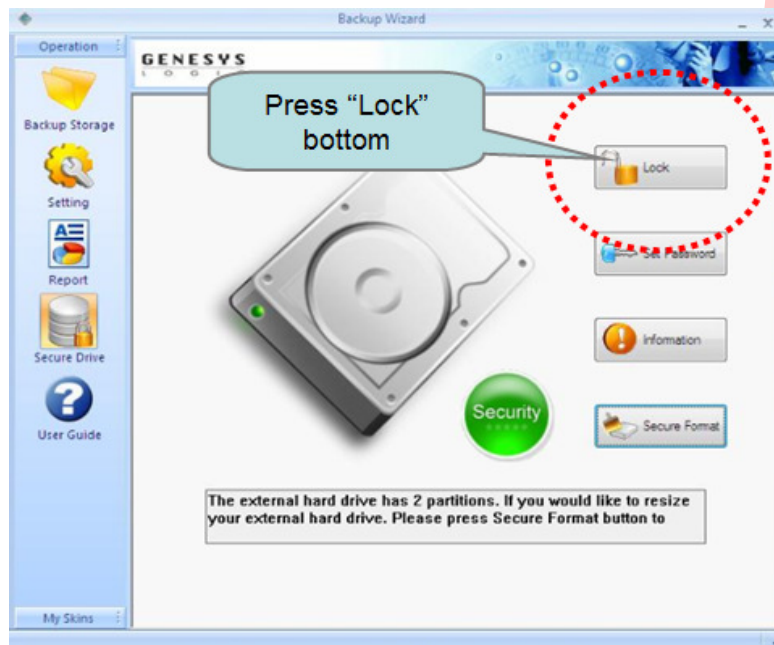 Backup Wizard
Operation
GENESYS
LOGIC
Press “Lock”
bottom
Lock
Backup Storage
Setting
Set Password
Report
Information
Secure Drive
Security
Secure Format
User Guide
The external hard drive has 2 partitions. If you would like to resize
your external hard drive. Please press Secure Format button to
My Skins